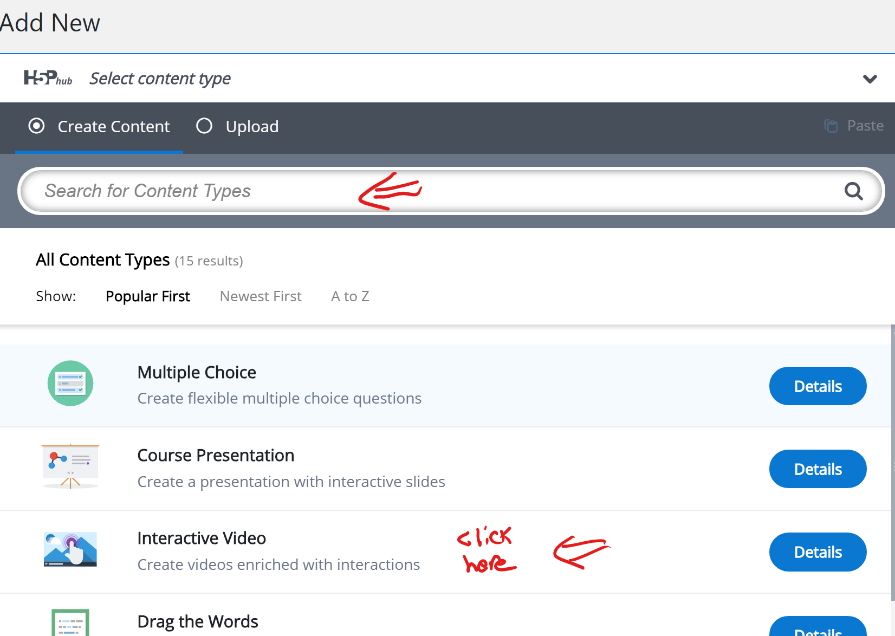 Add New
H5P hub Select content type
Create Content Upload Paste
Search for Content Types
All Content Types (15 results)
Show: Popular First Newest First A to Z
Multiple Choice
Create flexible multiple choice questions
Details
Course Presentation
Create a presentation with interactive slides
Details
Interactive Video
Create videos enriched with interactions
click
here
Details
Drag the Words
Details